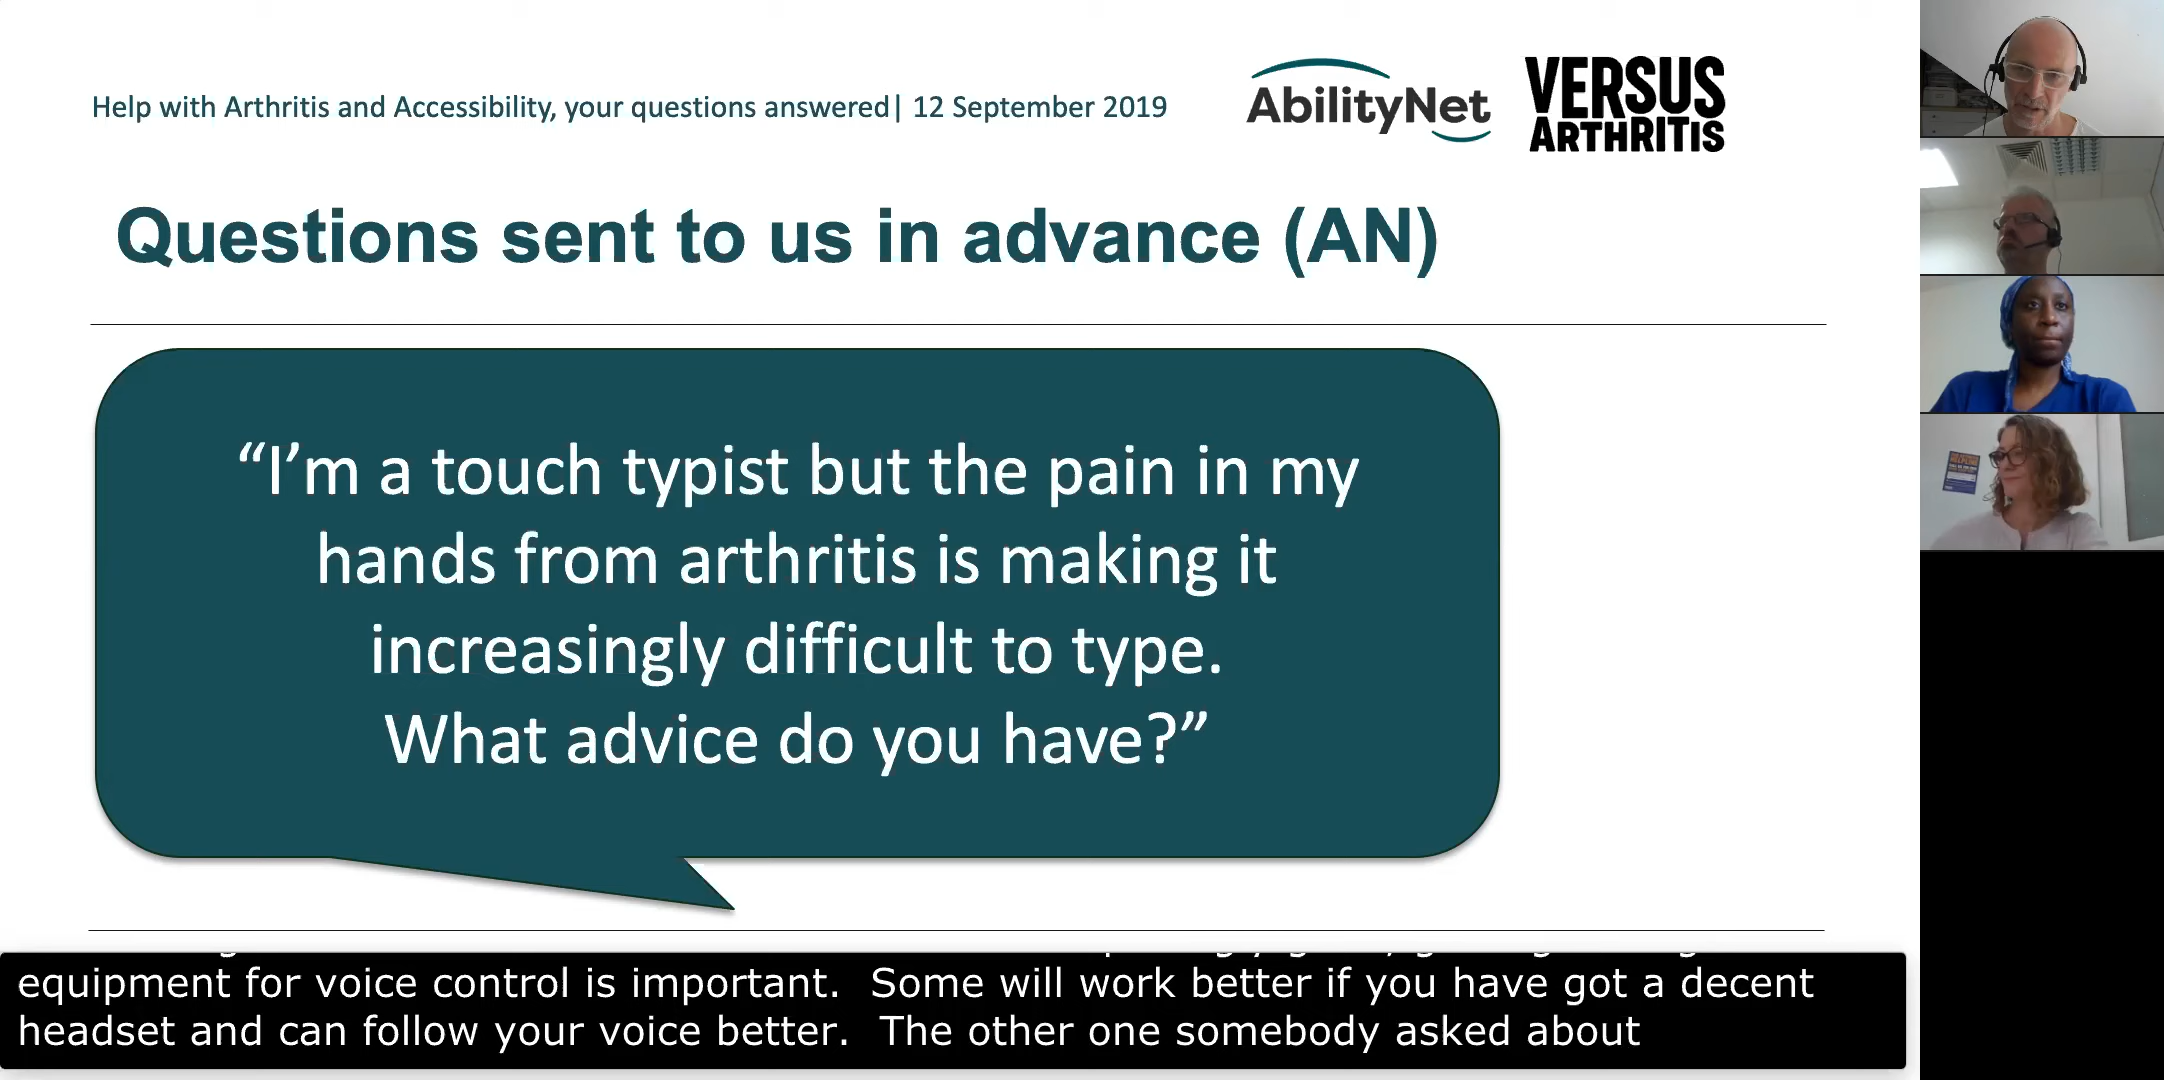 Help with Arthritis and Accessibility, your questions answered| 12 September 2019
AbilityNet
VERSUS
ARTHRITIS
Questions sent to us in advance (AN)
“I’m a touch typist but the pain in my
hands from arthritis is making it
increasingly difficult to type.
What advice do you have?”
equipment for voice control is important.  Some will work better if you have got a decent
headset and can follow your voice better.  The other one somebody asked about
HELPLINE